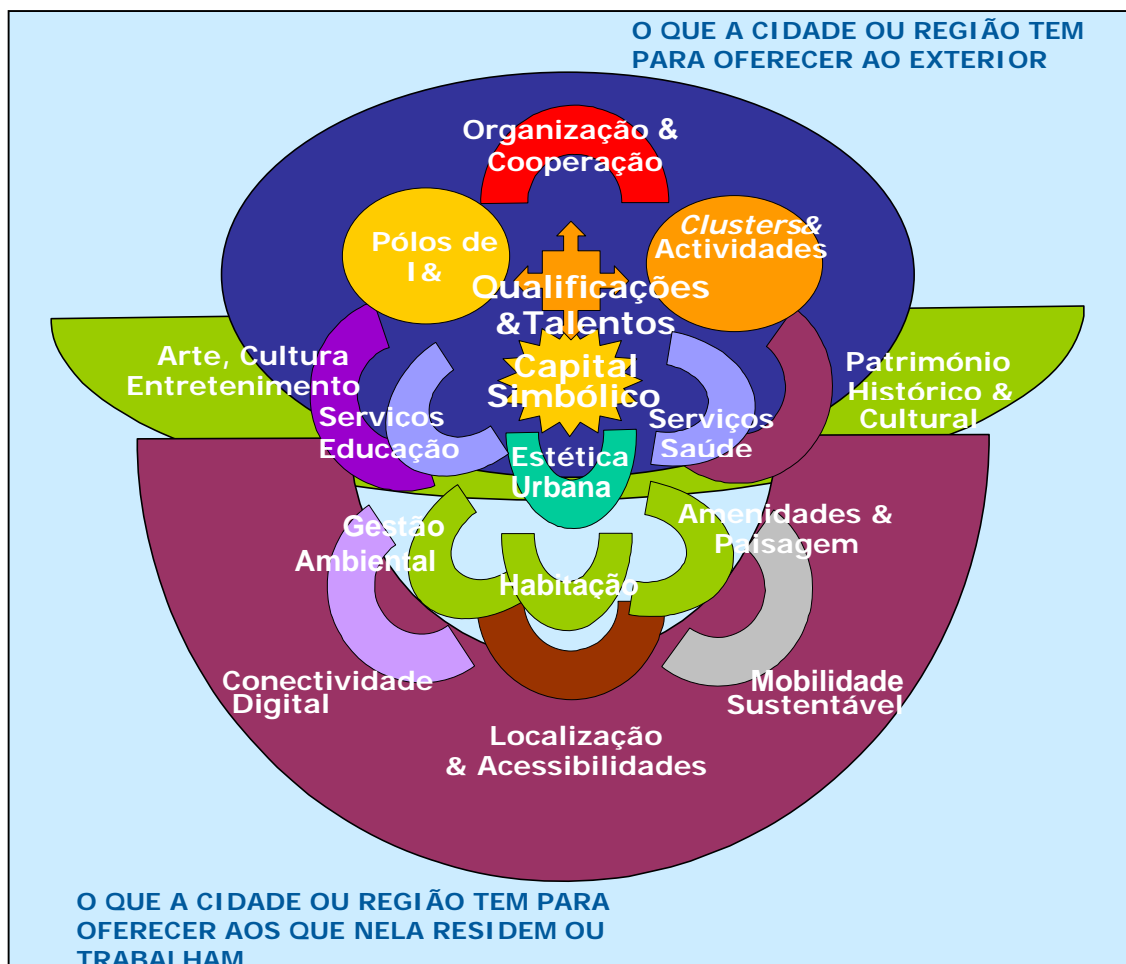 O QUE A CIDADE OU REGIÃO TEM
PARA OFERECER AO EXTERIOR
Organização &
Cooperação
Pólos de
I&
Clusters&
Actividades
Qualificações
&Talentos
Capital
Simbólico
Arte, Cultura
Entretenimento
Património
Histórico &
Cultural
Serviços
Educação
Serviços
Saúde
Estética
Urbana
Gestão
Ambiental
Amenidades &
Paisagem
Habitação
Conectividade
Digital
Mobilidade
Sustentável
Localização
& Acessibilidades
O QUE A CIDADE OU REGIÃO TEM PARA
OFERECER AOS QUE NELA RESIDEM OU
TRABALHAM